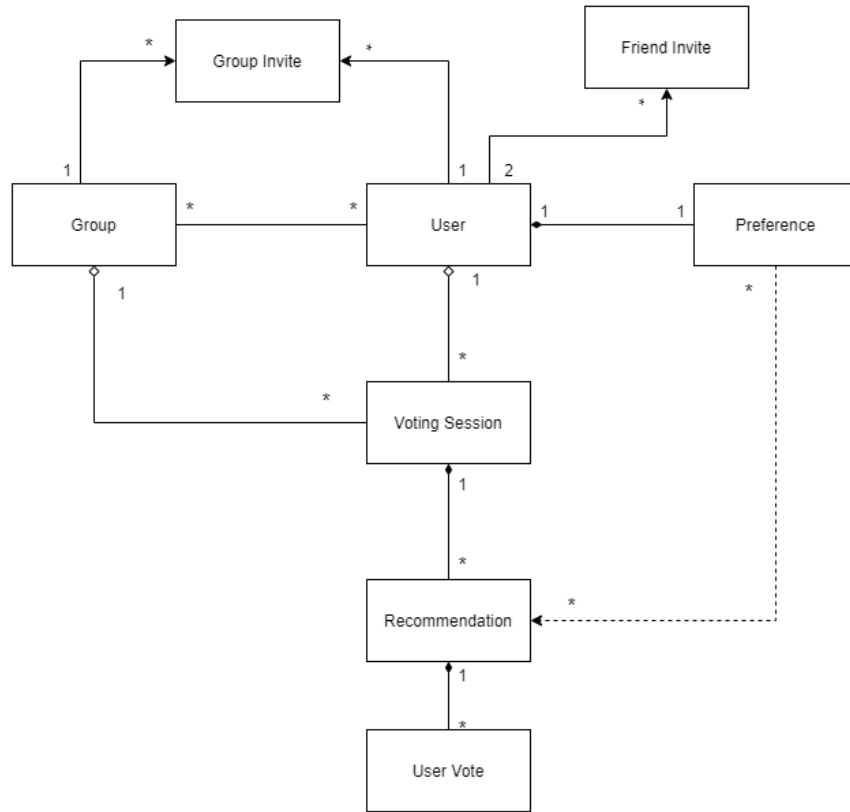 Friend Invite
* Group Invite *
*
1 1 2
Group * * User 1 1 Preference
1 1 *
*
* Voting Session
1
* *
Recommendation
1
*
User Vote